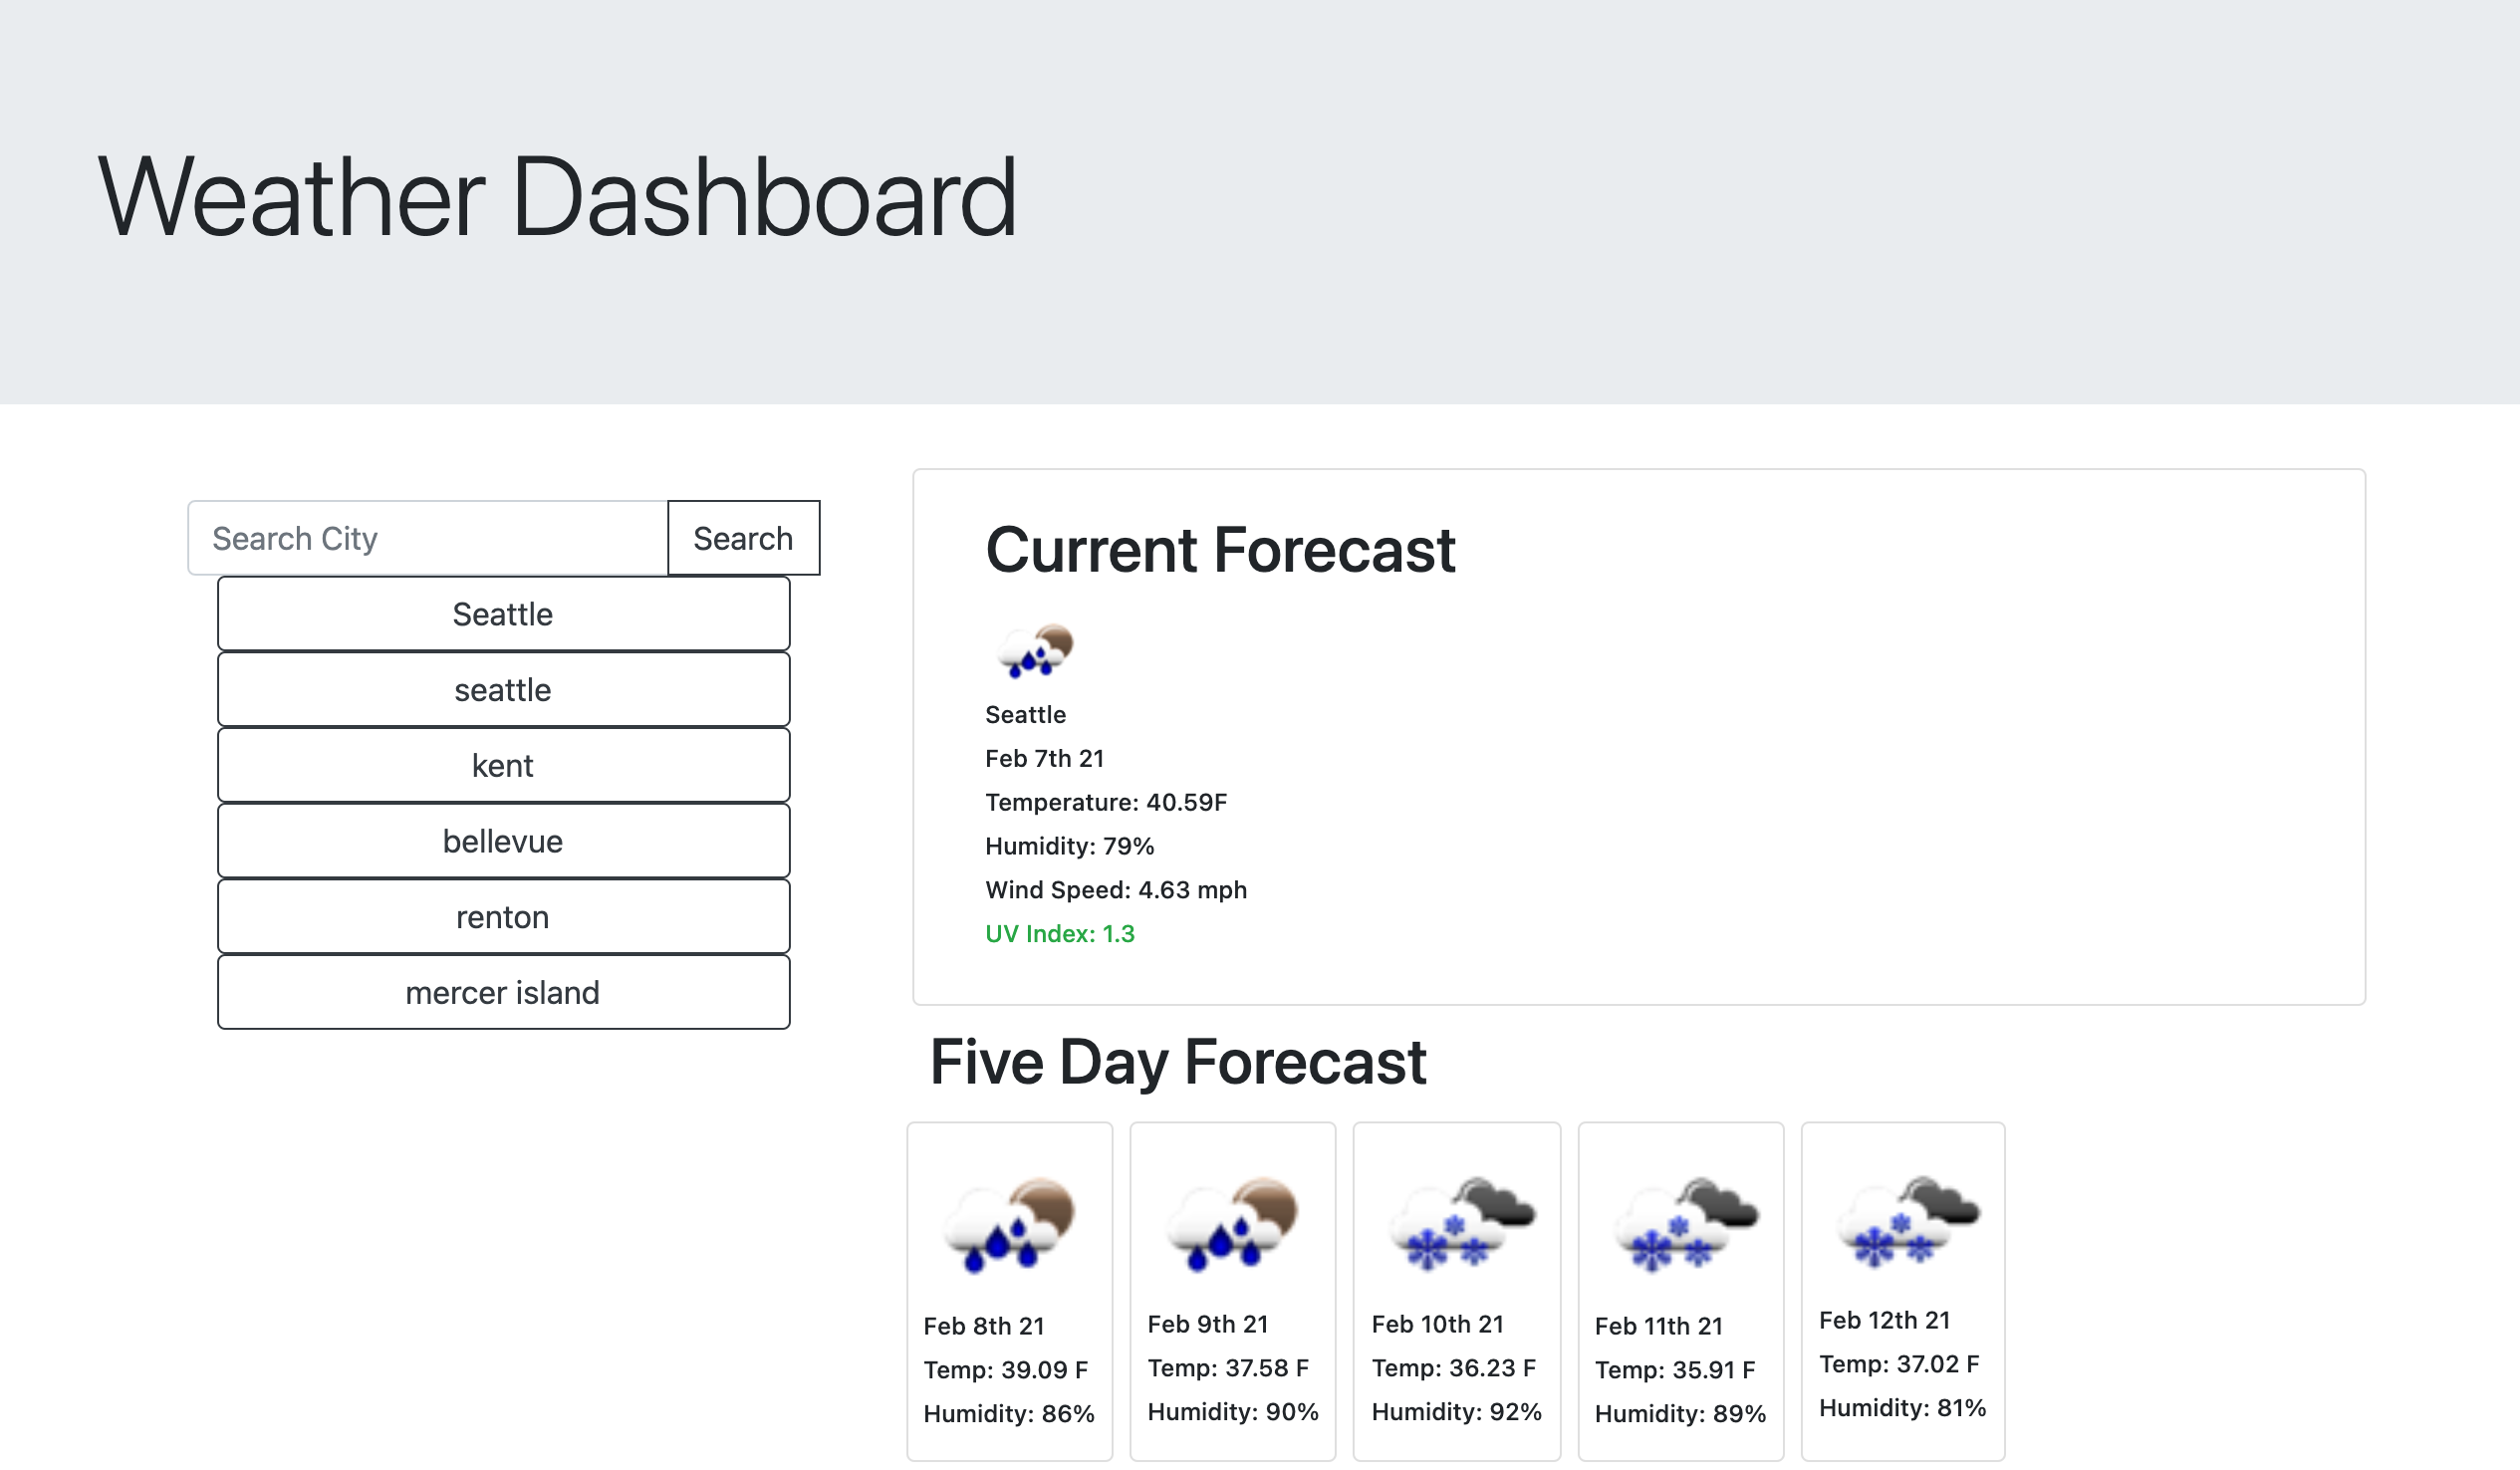 Weather Dashboard
Search City
Search
Seattle
seattle
kent
bellevue
renton
mercer island
Current Forecast
Seattle
Feb 7th 21
Temperature: 40.59F
Humidity: 79%
Wind Speed: 4.63 mph
UV Index: 1.3
Five Day Forecast
Feb 8th 21
Temp: 39.09 F
Humidity: 86%
Feb 9th 21
Temp: 37.58 F
Humidity: 90%
Feb 10th 21
Temp: 36.23 F
Humidity: 92%
Feb 11th 21
Temp: 35.91 F
Humidity: 89%
Feb 12th 21
Temp: 37.02 F
Humidity: 81%